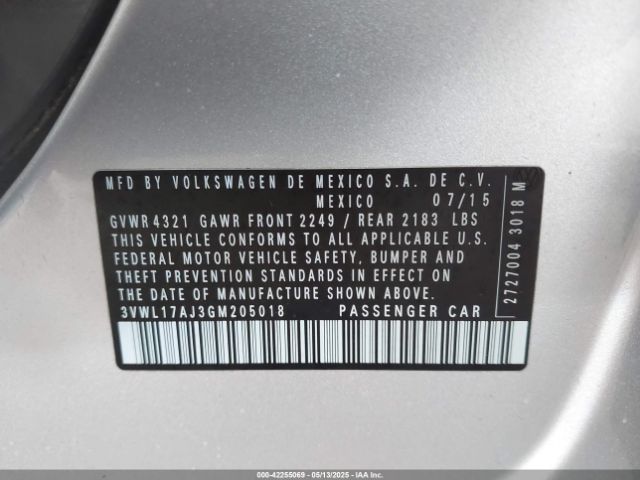 MFD BY VOLKSWAGEN DE MEXICO S.A. DE C.V.
MEXICO 07/15
GVWR 4321 GAWR FRONT 2249 / REAR 2183 LBS
THIS VEHICLE CONFORMS TO ALL APPLICABLE U.S.
FEDERAL MOTOR VEHICLE SAFETY, BUMPER AND
THEFT PREVENTION STANDARDS IN EFFECT ON
THE DATE OF MANUFACTURE SHOWN ABOVE.
3VWL17AJ3GM205018 PASSENGER CAR
2727004 3018 M
000-42255069 - 05/13/2025 - COPYRIGHT IAA, LLC.